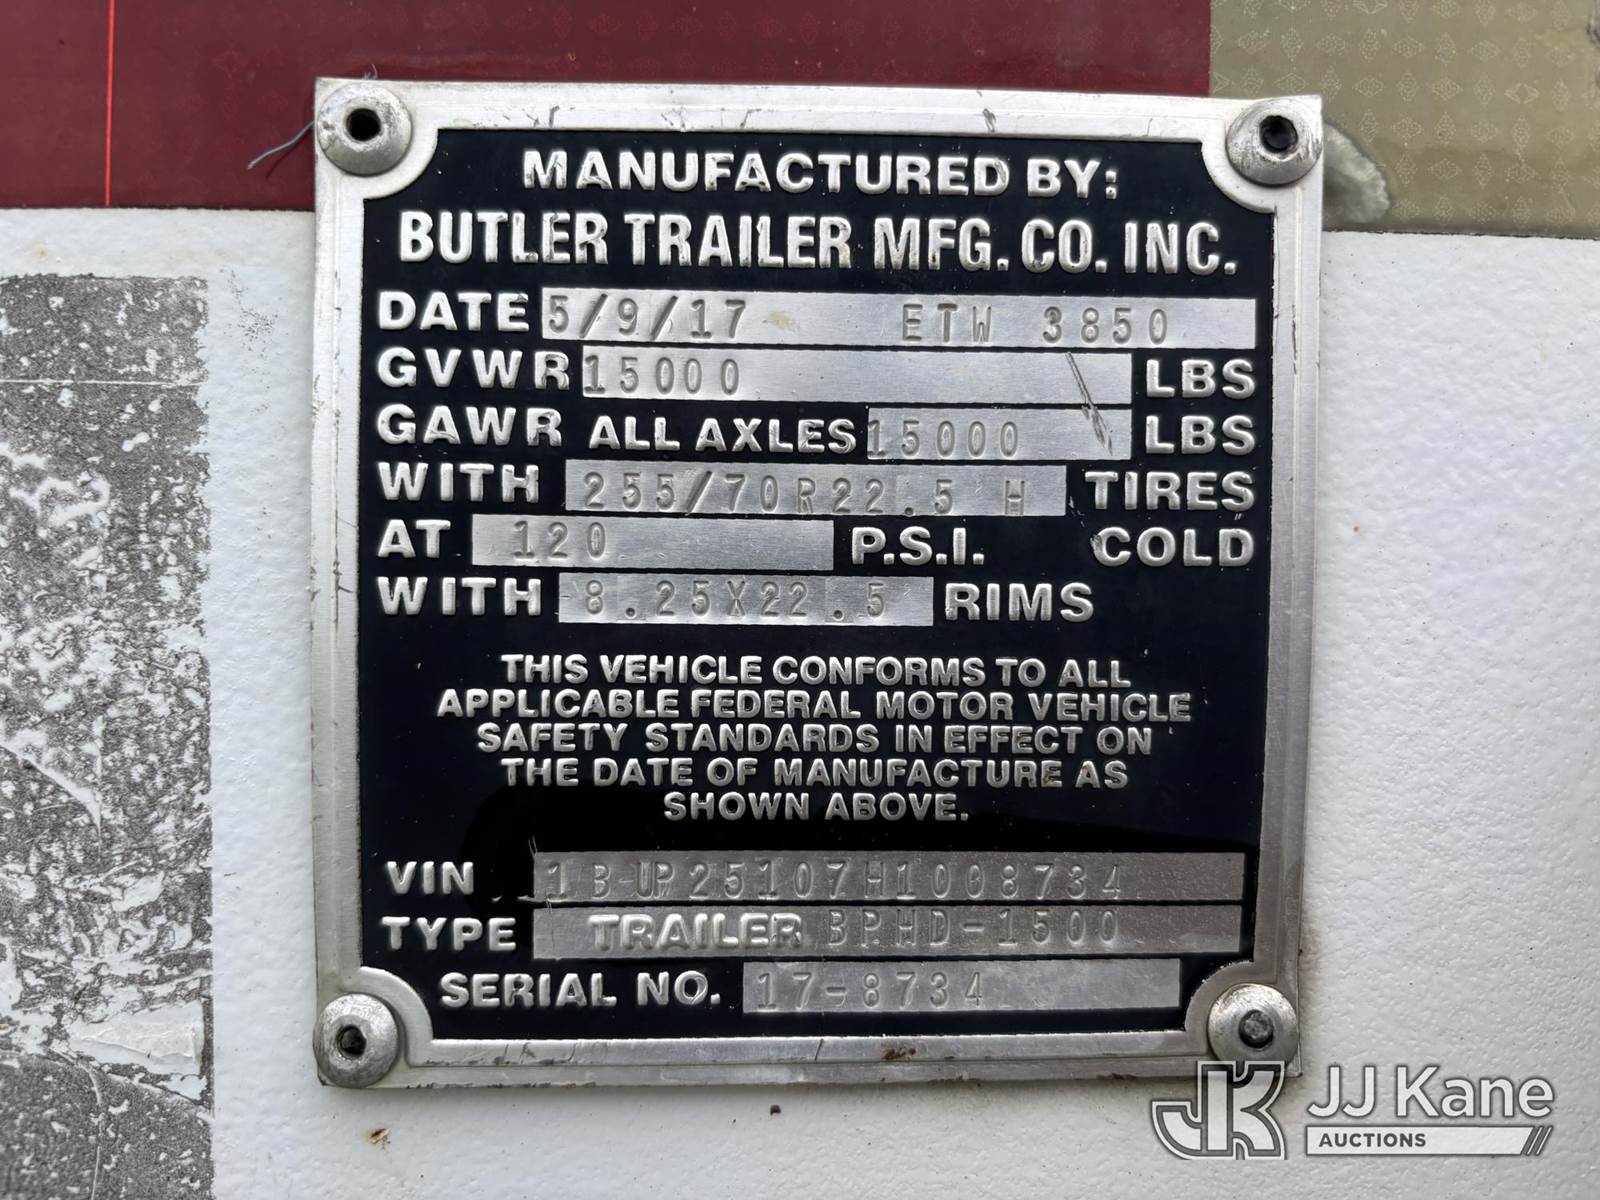 MANUFACTURED BY:
BUTLER TRAILER MFG. CO. INC.
DATE 5/9/17 ETW 3850
GVWR 15000 LBS
GAWR ALL AXLES 15000 LBS
WITH 255/70R22.5 H TIRES
AT 120 P.S.I. COLD
WITH 8.25X22.5 RIMS
THIS VEHICLE CONFORMS TO ALL
APPLICABLE FEDERAL MOTOR VEHICLE
SAFETY STANDARDS IN EFFECT ON
THE DATE OF MANUFACTURE AS
SHOWN ABOVE.
VIN 1B-UP25107H1008734
TYPE TRAILER BPHD-1500
SERIAL NO. 17-8734
JK JJ Kane
AUCTIONS